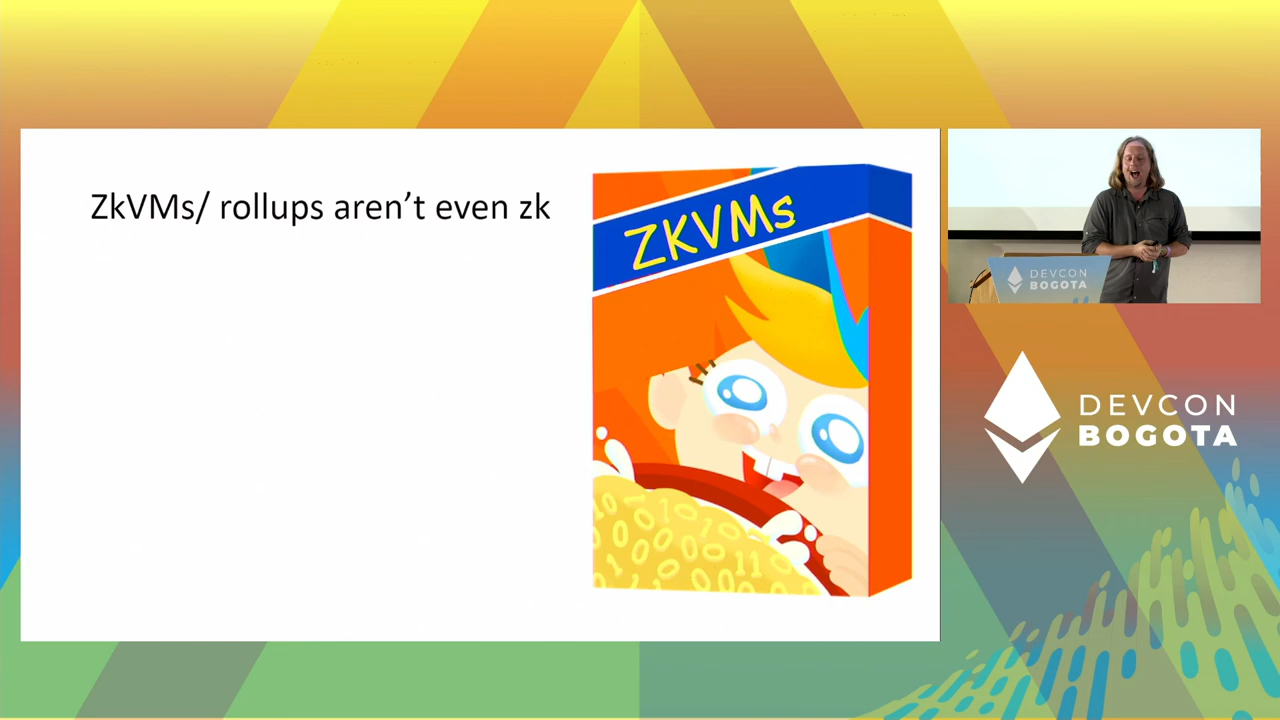 ZkVMs/ rollups aren’t even zk
ZKVMs
DEVCON
BOGOTA
DEVCON
BOGOTA